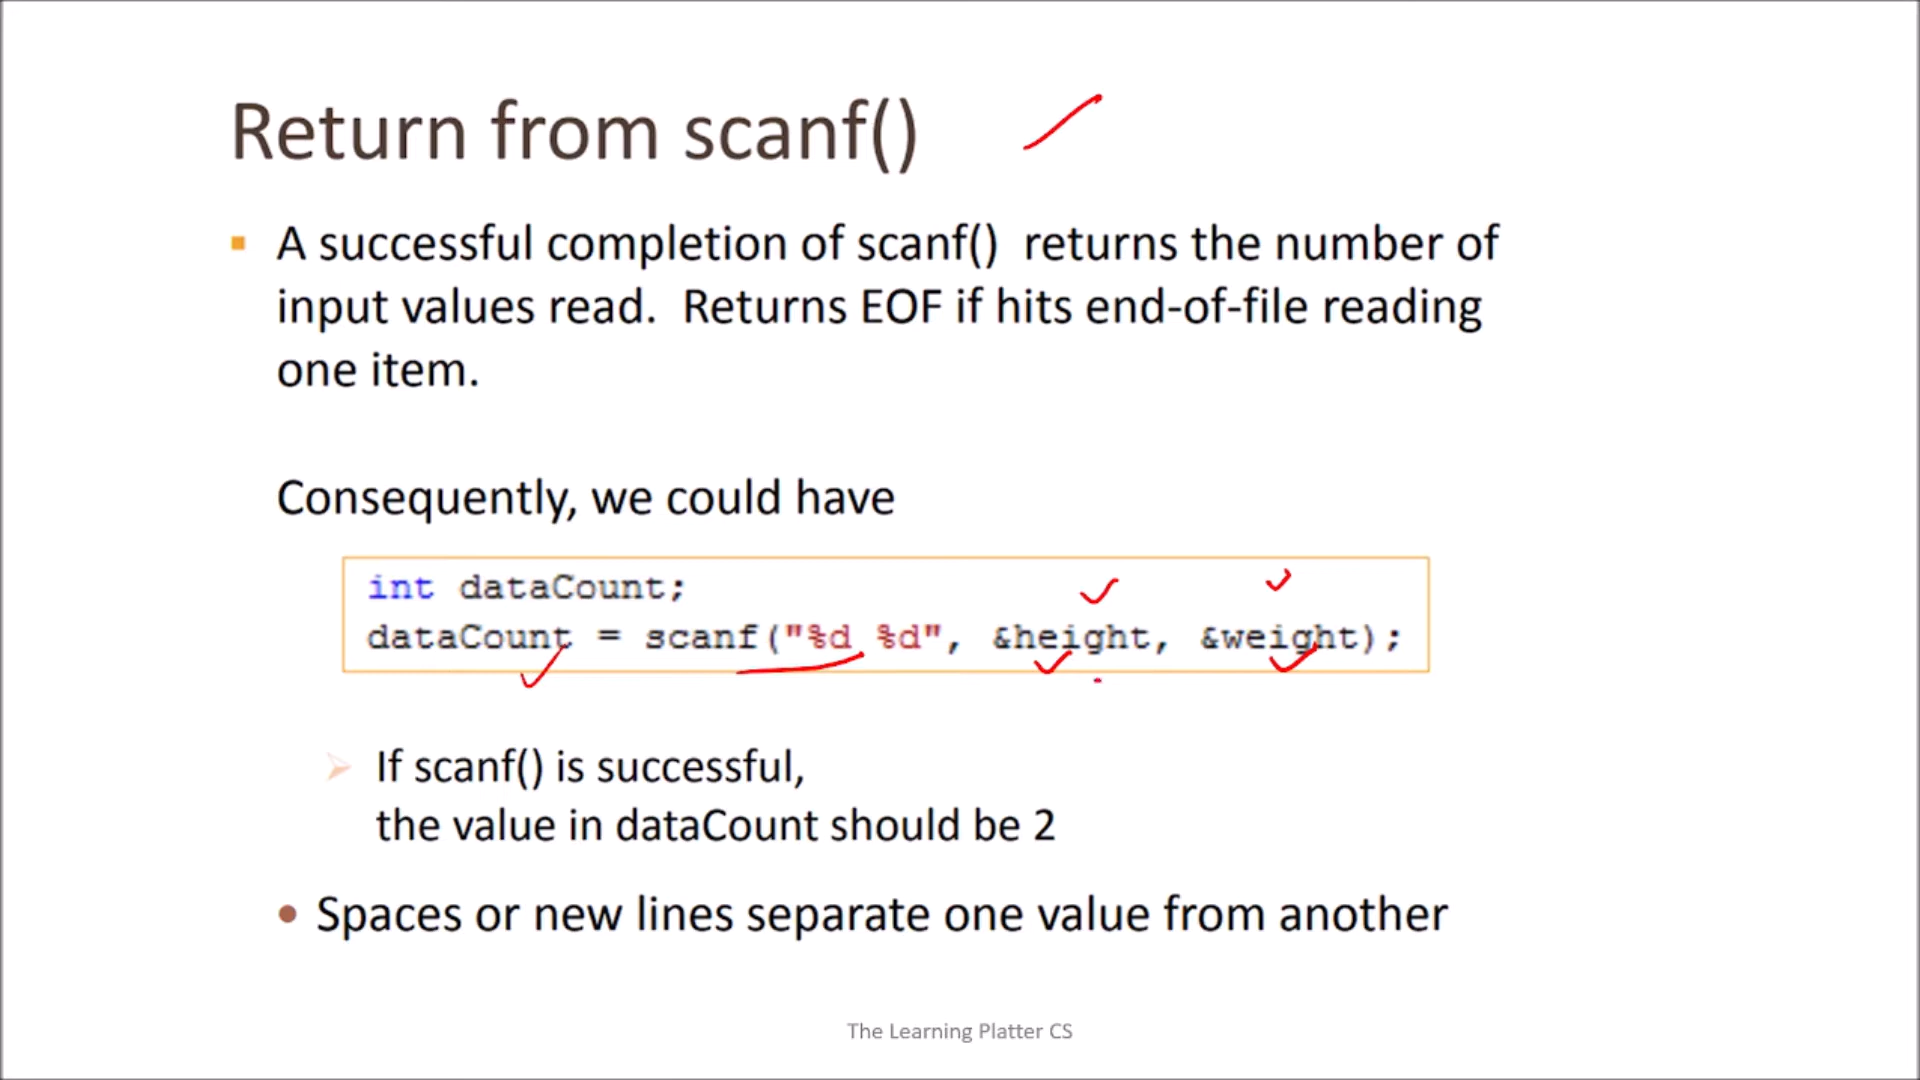 Return from scanf()
A successful completion of scanf() returns the number of
input values read. Returns EOF if hits end-of-file reading
one item.
Consequently, we could have
int dataCount;
dataCount = scanf("%d %d", &height, &weight);
If scanf() is successful,
the value in dataCount should be 2
Spaces or new lines separate one value from another
The Learning Platter CS